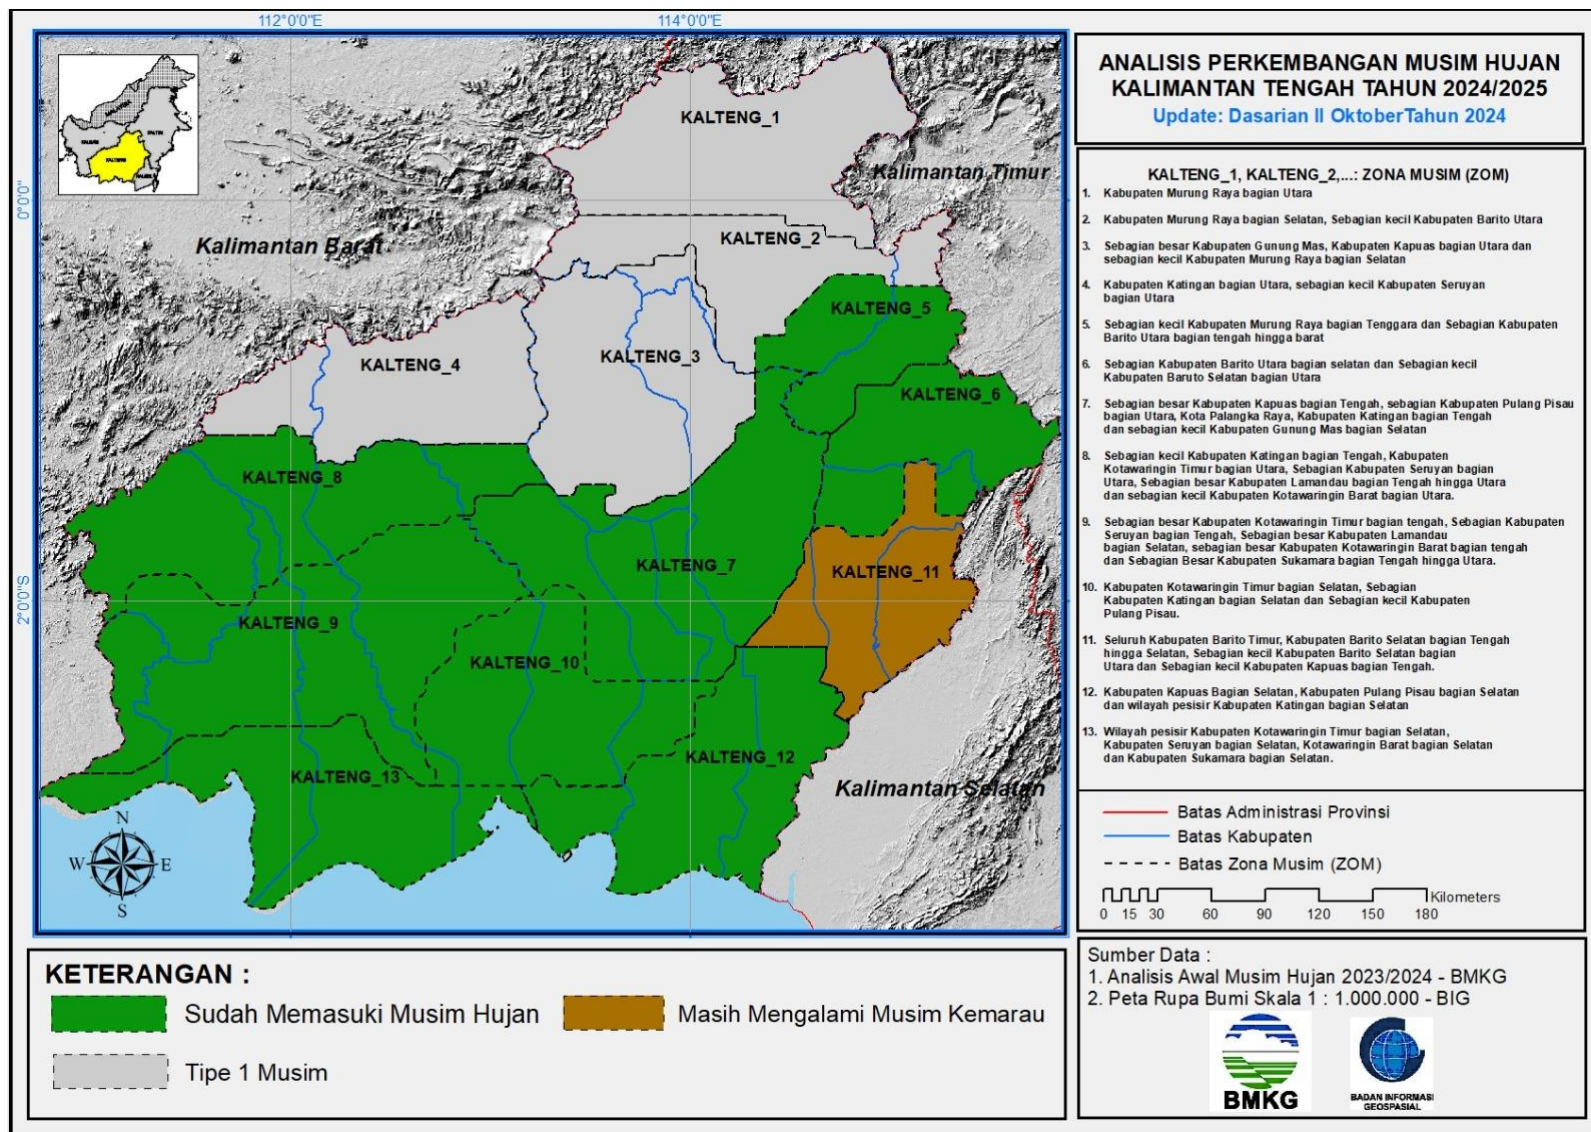 112°0'0"E
114°0'0"E
0°0'0"
2°0'0"S
KALTENG_1
Kalimantan Timur
KALTENG_2
Kalimantan Barat
KALTENG_5
KALTENG_3
KALTENG_4
KALTENG_6
KALTENG_8
KALTENG_7
KALTENG_11
KALTENG_9
KALTENG_10
KALTENG_12
KALTENG_13
Kalimantan Selatan
N
W
E
S
ANALISIS PERKEMBANGAN MUSIM HUJAN
KALIMANTAN TENGAH TAHUN 2024/2025
Update: Dasarian II OktoberTahun 2024
KALTENG_1, KALTENG_2,...: ZONA MUSIM (ZOM)
1. Kabupaten Murung Raya bagian Utara
2. Kabupaten Murung Raya bagian Selatan, Sebagian kecil Kabupaten Barito Utara
3. Sebagian besar Kabupaten Gunung Mas, Kabupaten Kapuas bagian Utara dan
sebagian kecil Kabupaten Murung Raya bagian Selatan
4. Kabupaten Katingan bagian Utara, sebagian kecil Kabupaten Seruyan
bagian Utara
5. Sebagian kecil Kabupaten Murung Raya bagian Tenggara dan Sebagian Kabupaten
Barito Utara bagian tengah hingga barat
6. Sebagian Kabupaten Barito Utara bagian selatan dan Sebagian kecil
Kabupaten Baruto Selatan bagian Utara
7. Sebagian besar Kabupaten Kapuas bagian Tengah, sebagian Kabupaten Pulang Pisau
bagian Utara, Kota Palangka Raya, Kabupaten Katingan bagian Tengah
dan sebagian kecil Kabupaten Gunung Mas bagian Selatan
8. Sebagian kecil Kabupaten Katingan bagian Tengah, Kabupaten
Kotawaringin Timur bagian Utara, Sebagian Kabupaten Seruyan bagian
Utara, Sebagian besar Kabupaten Lamandau bagian Tengah hingga Utara
dan sebagian kecil Kabupaten Kotawaringin Barat bagian Utara.
9. Sebagian besar Kabupaten Kotawaringin Timur bagian tengah, Sebagian Kabupaten
Seruyan bagian Tengah, Sebagian besar Kabupaten Lamandau
bagian Selatan, sebagian besar Kabupaten Kotawaringin Barat bagian tengah
dan Sebagian Besar Kabupaten Sukamara bagian Tengah hingga Utara.
10. Kabupaten Kotawaringin Timur bagian Selatan, Sebagian
Kabupaten Katingan bagian Selatan dan Sebagian kecil Kabupaten
Pulang Pisau.
11. Seluruh Kabupaten Barito Timur, Kabupaten Barito Selatan bagian Tengah
hingga Selatan, Sebagian kecil Kabupaten Barito Selatan bagian
Utara dan Sebagian kecil Kabupaten Kapuas bagian Tengah.
12. Kabupaten Kapuas Bagian Selatan, Kabupaten Pulang Pisau bagian Selatan
dan wilayah pesisir Kabupaten Katingan bagian Selatan
13. Wilayah pesisir Kabupaten Kotawaringin Timur bagian Selatan,
Kabupaten Seruyan bagian Selatan, Kotawaringin Barat bagian Selatan
dan Kabupaten Sukamara bagian Selatan.
Batas Administrasi Provinsi
Batas Kabupaten
Batas Zona Musim (ZOM)
Kilometers
0 15 30 60 90 120 150 180
KETERANGAN :
Sudah Memasuki Musim Hujan
Masih Mengalami Musim Kemarau
Tipe 1 Musim
Sumber Data :
1. Analisis Awal Musim Hujan 2023/2024 - BMKG
2. Peta Rupa Bumi Skala 1 : 1.000.000 - BIG
BMKG
BADAN INFORMASI
GEOSPASIAL